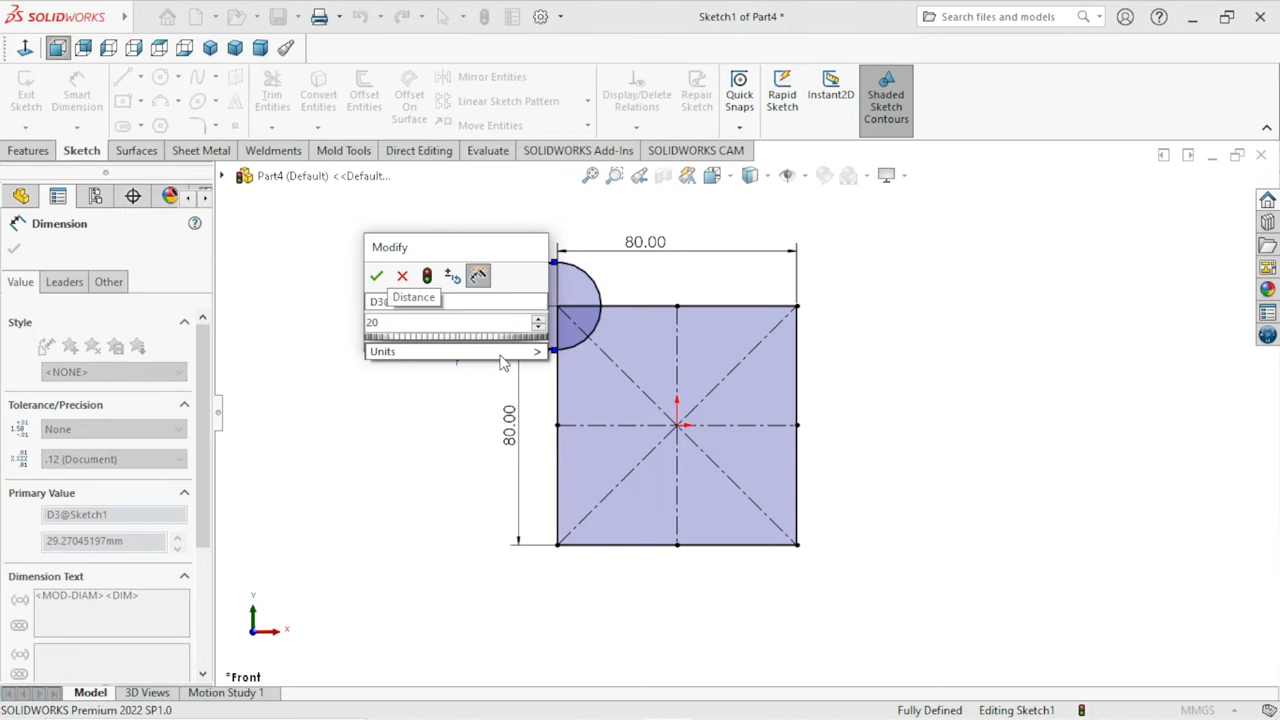 SOLIDWORKS
Sketch1 of Part4 *
Search files and models
Exit Sketch
Smart Dimension
Trim Entities
Convert Entities
Offset Entities
Offset On Surface
Mirror Entities
Linear Sketch Pattern
Move Entities
Display/Delete Relations
Repair Sketch
Quick Snaps
Rapid Sketch
Instant2D
Shaded Sketch Contours
Features
Sketch
Surfaces
Sheet Metal
Weldments
Mold Tools
Direct Editing
Evaluate
SOLIDWORKS Add-Ins
SOLIDWORKS CAM
Part4 (Default) <<Default...
Dimension
Value
Leaders
Other
Style
<NONE>
Tolerance/Precision
None
.12 (Document)
Primary Value
D3@Sketch1
29.27045197mm
Dimension Text
<MOD-DIAM><DIM>
Modify
Distance
20
Units
80.00
80.00
Y
X
*Front
Model
3D Views
Motion Study 1
SOLIDWORKS Premium 2022 SP1.0
Fully Defined
Editing Sketch1
MMGS